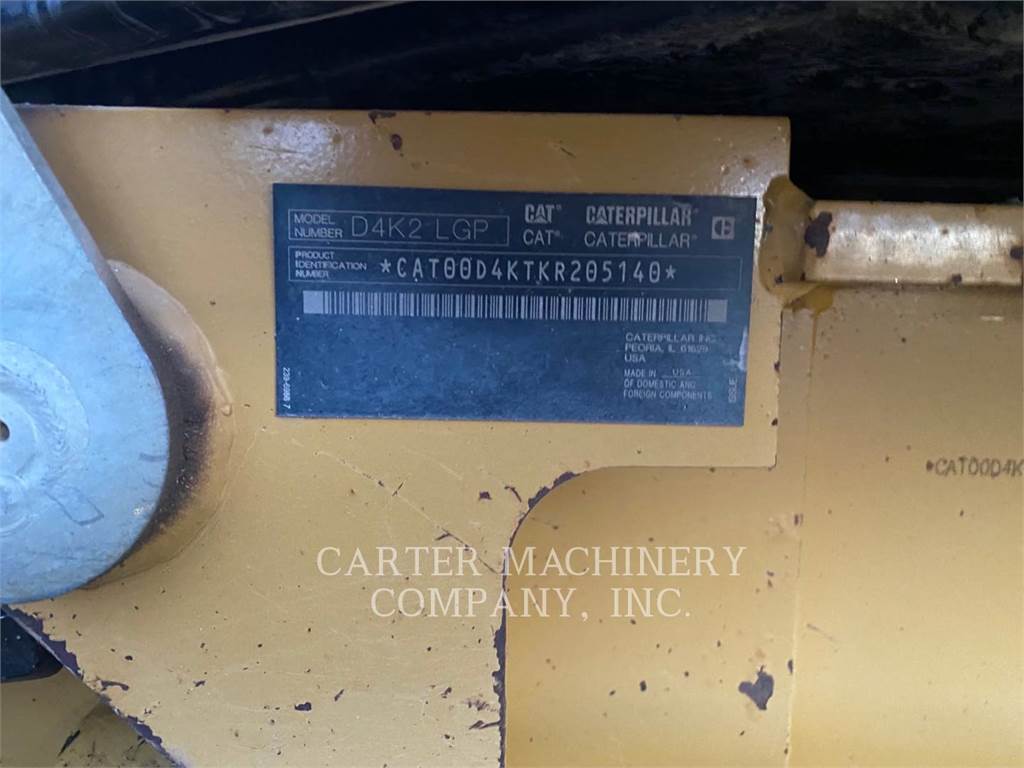 MODEL NUMBER D4K2 LGP
CAT® CATERPILLAR®
CAT® CATERPILLAR®
PRODUCT IDENTIFICATION NUMBER *CAT00D4KTKR205140*
CATERPILLAR INC.
PEORIA, IL 61629
USA
MADE IN USA
OF DOMESTIC AND
FOREIGN COMPONENTS
ISSUE
*CAT00D4K
CARTER MACHINERY
COMPANY, INC.